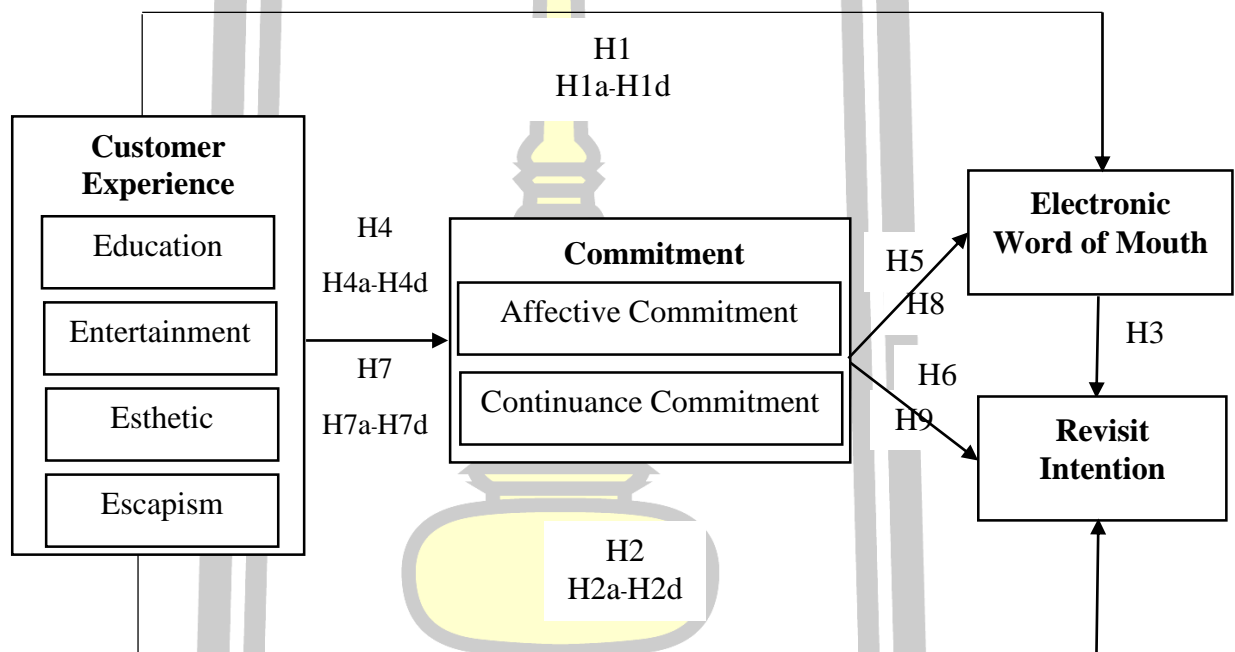 H1
H1a-H1d
Customer
Experience
Education
Entertainment
Esthetic
Escapism
H4
H4a-H4d
H7
H7a-H7d
Commitment
Affective Commitment
Continuance Commitment
H5
H8
H6
H9
Electronic
Word of Mouth
H3
Revisit
Intention
H2
H2a-H2d